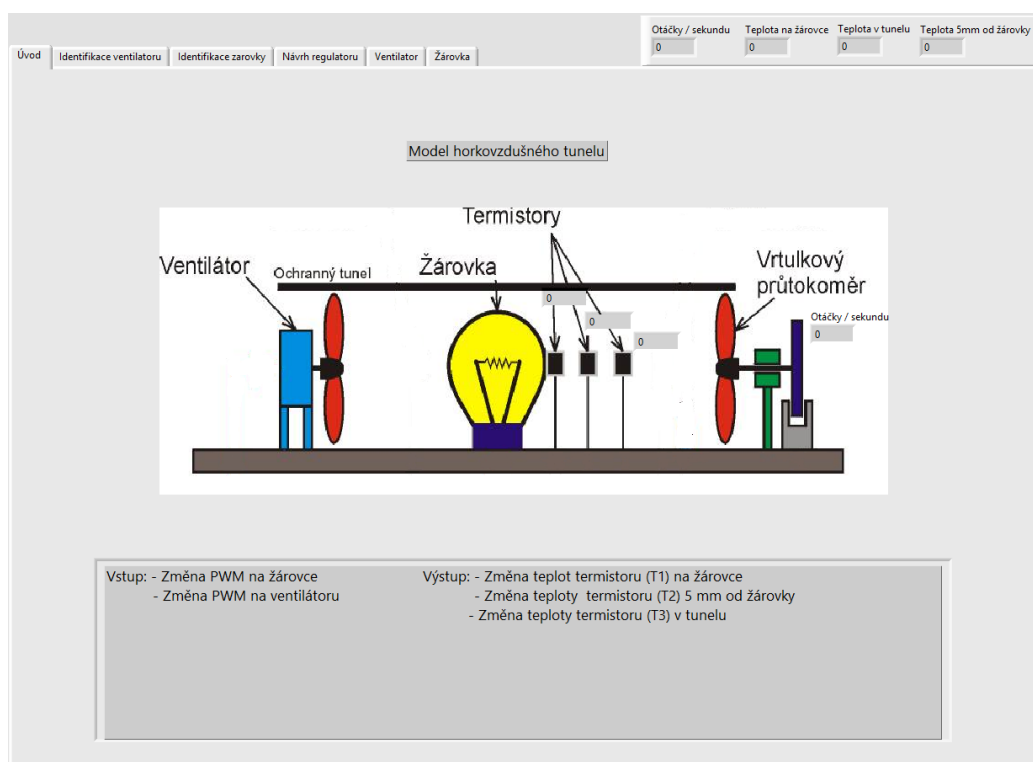 Otáčky / sekundu Teplota na žárovce Teplota v tunelu Teplota 5mm od žárovky
0 0 0 0
Úvod Identifikace ventilatoru Identifikace zarovky Návrh regulatoru Ventilator Žárovka
Model horkovzdušného tunelu
Termistory
Ventilátor
Ochranný tunel
Žárovka
Vrtulkový
průtokoměr
0
0
0
Otáčky / sekundu
0
Vstup: - Změna PWM na žárovce
- Změna PWM na ventilátoru
Výstup: - Změna teplot termistoru (T1) na žárovce
- Změna teploty termistoru (T2) 5 mm od žárovky
- Změna teploty termistoru (T3) v tunelu